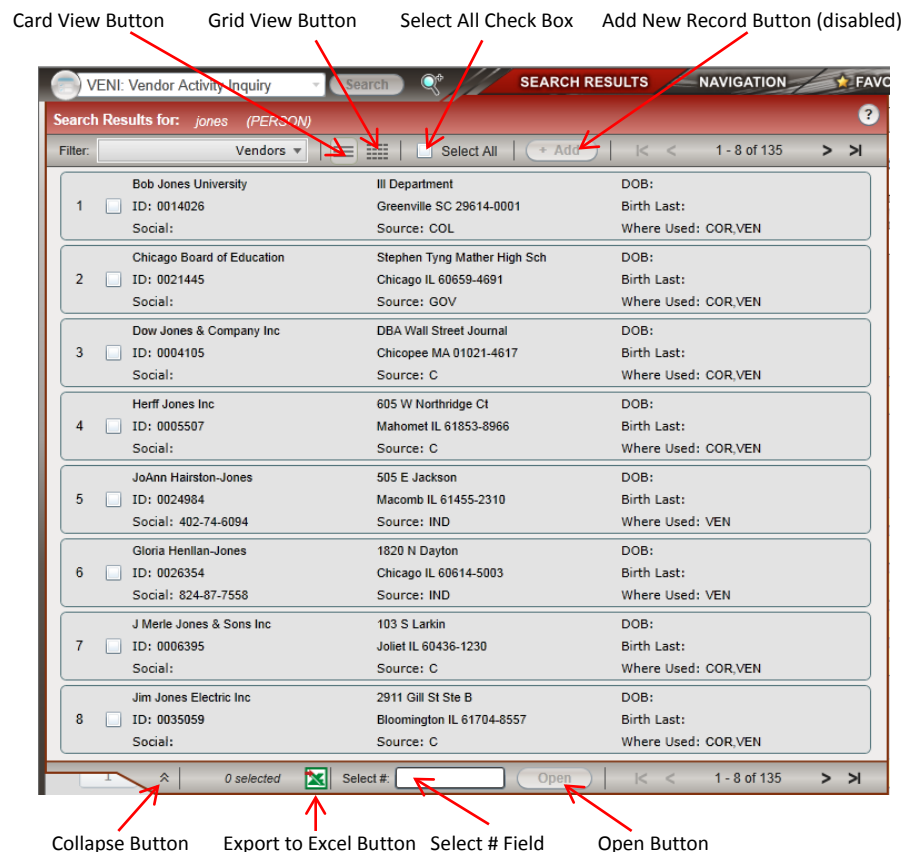 Card View Button Grid View Button Select All Check Box Add New Record Button (disabled)
VENI: Vendor Activity Inquiry Search SEARCH RESULTS NAVIGATION FAVO
Search Results for: jones (PERSON) ?
Filter: Vendors Select All + Add 1 - 8 of 135
Bob Jones University III Department DOB:
1 ID: 0014026 Greenville SC 29614-0001 Birth Last:
Social: Source: COL Where Used: COR,VEN
Chicago Board of Education Stephen Tyng Mather High Sch DOB:
2 ID: 0021445 Chicago IL 60659-4691 Birth Last:
Social: Source: GOV Where Used: COR,VEN
Dow Jones & Company Inc DBA Wall Street Journal DOB:
3 ID: 0004105 Chicopee MA 01021-4617 Birth Last:
Social: Source: C Where Used: COR,VEN
Herff Jones Inc 605 W Northridge Ct DOB:
4 ID: 0005507 Mahomet IL 61853-8966 Birth Last:
Social: Source: C Where Used: COR,VEN
JoAnn Hairston-Jones 505 E Jackson DOB:
5 ID: 0024984 Macomb IL 61455-2310 Birth Last:
Social: 402-74-6094 Source: IND Where Used: VEN
Gloria Henllan-Jones 1820 N Dayton DOB:
6 ID: 0026354 Chicago IL 60614-5003 Birth Last:
Social: 824-87-7558 Source: IND Where Used: VEN
J Merle Jones & Sons Inc 103 S Larkin DOB:
7 ID: 0006395 Joliet IL 60436-1230 Birth Last:
Social: Source: C Where Used: COR,VEN
Jim Jones Electric Inc 2911 Gill St Ste B DOB:
8 ID: 0035059 Bloomington IL 61704-8557 Birth Last:
Social: Source: C Where Used: COR,VEN
1 0 selected Select #: Open 1 - 8 of 135
Collapse Button Export to Excel Button Select # Field Open Button